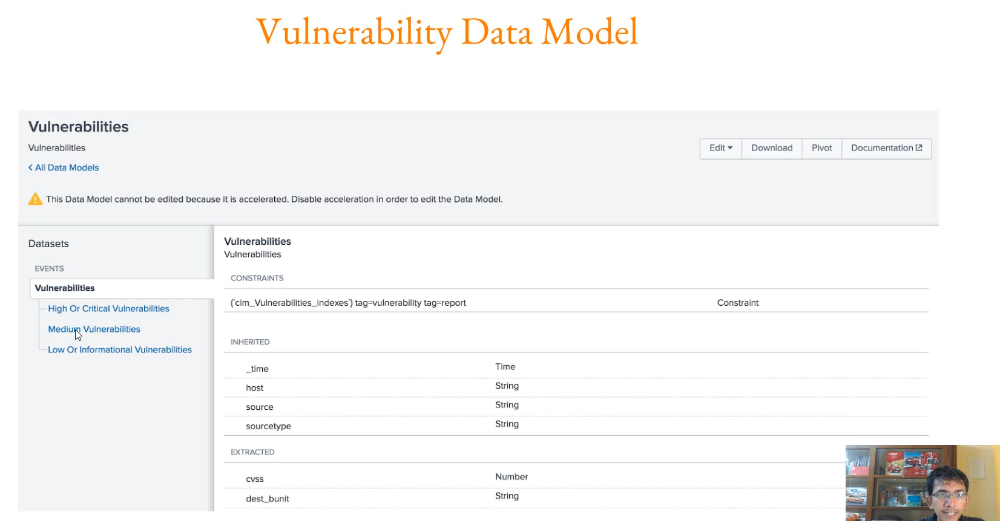 Vulnerability Data Model
Vulnerabilities
Vulnerabilities
Edit Download Pivot Documentation
< All Data Models
This Data Model cannot be edited because it is accelerated. Disable acceleration in order to edit the Data Model.
Datasets
EVENTS
Vulnerabilities
High Or Critical Vulnerabilities
Medium Vulnerabilities
Low Or Informational Vulnerabilities
Vulnerabilities
Vulnerabilities
CONSTRAINTS
(`cim_Vulnerabilities_indexes`) tag=vulnerability tag=report Constraint
INHERITED
_time Time
host String
source String
sourcetype String
EXTRACTED
cvss Number
dest_bunit String